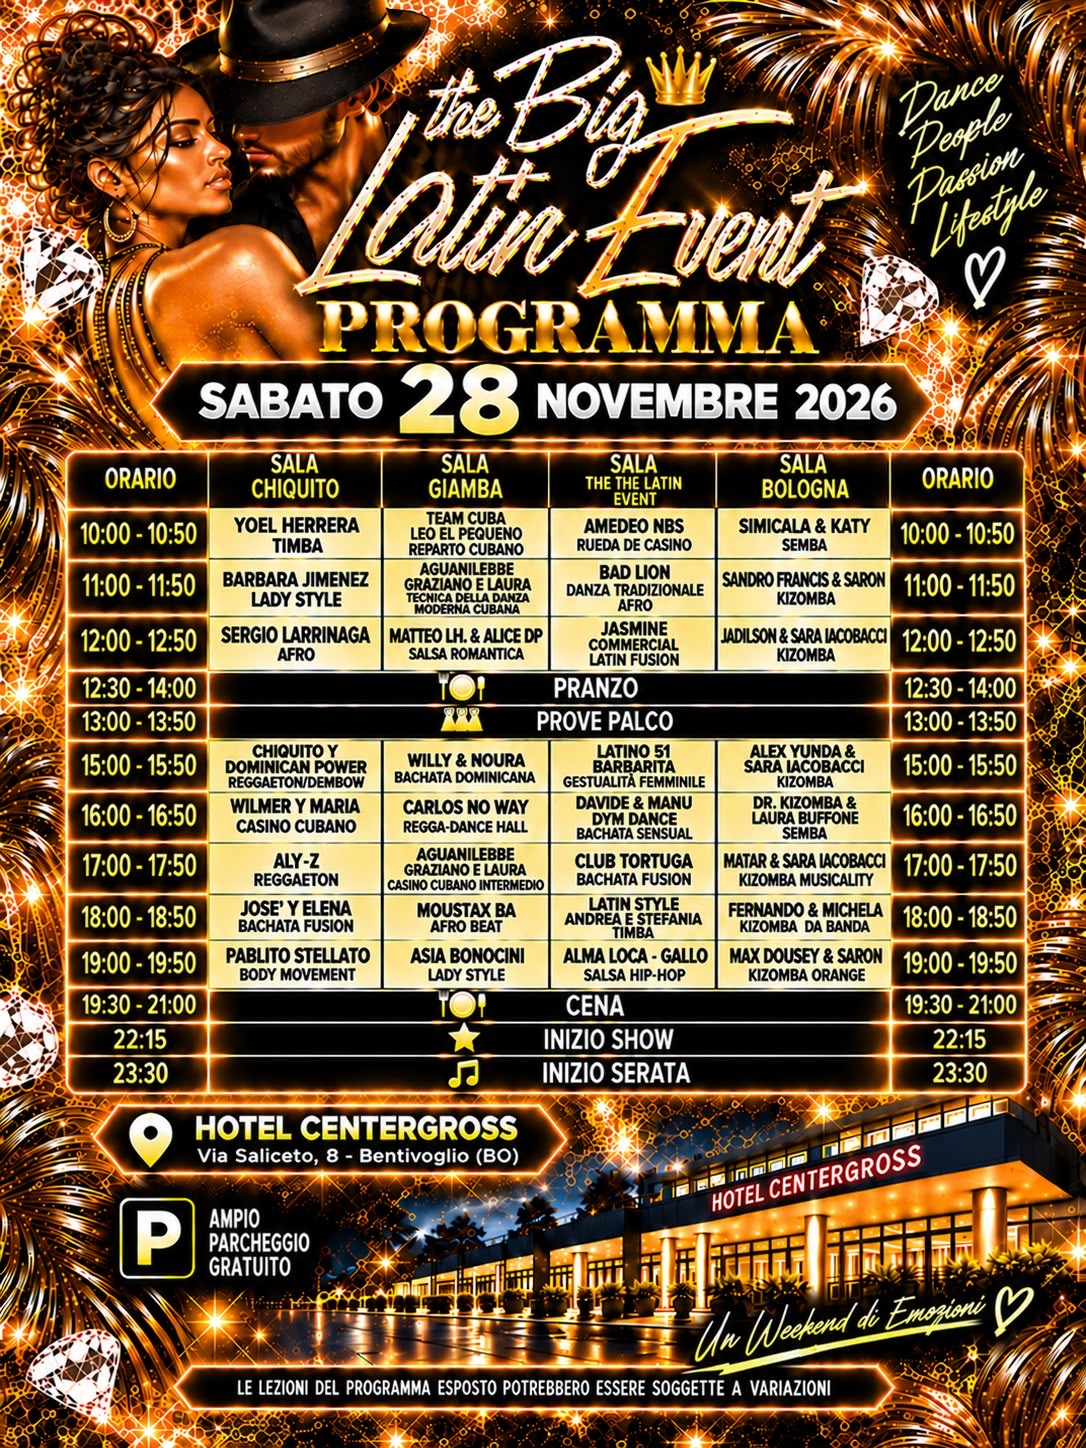 the Big
Latin Event
Dance
People
Passion
Lifestyle
PROGRAMMA
SABATO 28 NOVEMBRE 2026
ORARIO
SALA
CHIQUITO
SALA
GIAMBA
SALA
THE THE LATIN
EVENT
SALA
BOLOGNA
ORARIO
10:00 - 10:50
YOEL HERRERA
TIMBA
TEAM CUBA
LEO EL PEQUENO
REPARTO CUBANO
AMEDEO NBS
RUEDA DE CASINO
SIMICALA & KATY
SEMBA
10:00 - 10:50
11:00 - 11:50
BARBARA JIMENEZ
LADY STYLE
AGUANILEBBE
GRAZIANO E LAURA
TECNICA DELLA DANZA
MODERNA CUBANA
BAD LION
DANZA TRADIZIONALE
AFRO
SANDRO FRANCIS & SARON
KIZOMBA
11:00 - 11:50
12:00 - 12:50
SERGIO LARRINAGA
AFRO
MATTEO LH. & ALICE DP
SALSA ROMANTICA
JASMINE
COMMERCIAL
LATIN FUSION
JADILSON & SARA IACOBACCI
KIZOMBA
12:00 - 12:50
12:30 - 14:00
PRANZO
12:30 - 14:00
13:00 - 13:50
PROVE PALCO
13:00 - 13:50
15:00 - 15:50
CHIQUITO Y
DOMINICAN POWER
REGGAETON/DEMBOW
WILLY & NOURA
BACHATA DOMINICANA
LATINO 51
BARBARITA
GESTUALITÀ FEMMINILE
ALEX YUNDA &
SARA IACOBACCI
KIZOMBA
15:00 - 15:50
16:00 - 16:50
WILMER Y MARIA
CASINO CUBANO
CARLOS NO WAY
REGGA-DANCE HALL
DAVIDE & MANU
DYM DANCE
BACHATA SENSUAL
DR. KIZOMBA &
LAURA BUFFONE
SEMBA
16:00 - 16:50
17:00 - 17:50
ALY-Z
REGGAETON
AGUANILEBBE
GRAZIANO E LAURA
CASINO CUBANO INTERMEDIO
CLUB TORTUGA
BACHATA FUSION
MATAR & SARA IACOBACCI
KIZOMBA MUSICALITY
17:00 - 17:50
18:00 - 18:50
JOSE' Y ELENA
BACHATA FUSION
MOUSTAX BA
AFRO BEAT
LATIN STYLE
ANDREA E STEFANIA
TIMBA
FERNANDO & MICHELA
KIZOMBA DA BANDA
18:00 - 18:50
19:00 - 19:50
PABLITO STELLATO
BODY MOVEMENT
ASIA BONOCINI
LADY STYLE
ALMA LOCA - GALLO
SALSA HIP-HOP
MAX DOUSEY & SARON
KIZOMBA ORANGE
19:00 - 19:50
19:30 - 21:00
CENA
19:30 - 21:00
22:15
INIZIO SHOW
22:15
23:30
INIZIO SERATA
23:30
HOTEL CENTERGROSS
Via Saliceto, 8 - Bentivoglio (BO)
HOTEL CENTERGROSS
P
AMPIO
PARCHEGGIO
GRATUITO
Un Weekend di Emozioni
LE LEZIONI DEL PROGRAMMA ESPOSTO POTREBBERO ESSERE SOGGETTE A VARIAZIONI